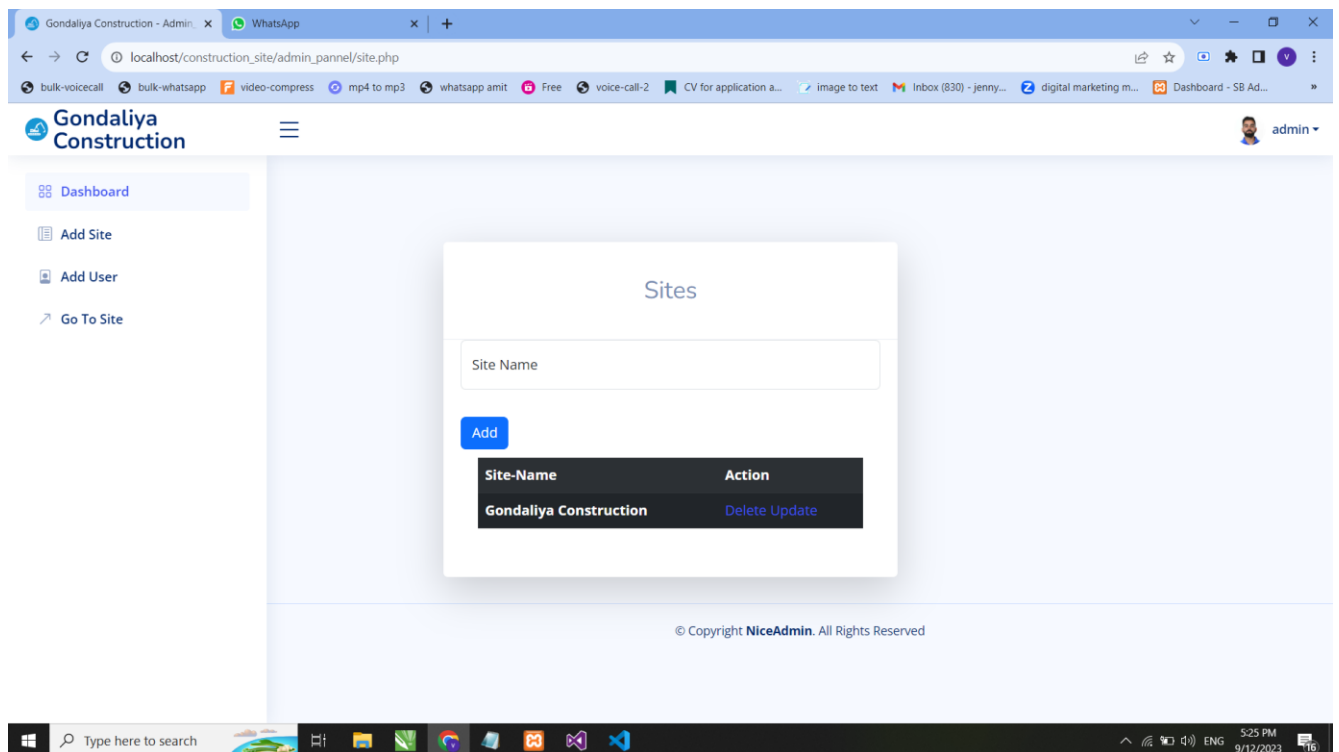 Gondaliya Construction - Admin_
WhatsApp
localhost/construction_site/admin_pannel/site.php
V
bulk-voicecall bulk-whatsapp video-compress mp4 to mp3 whatsapp amit Free voice-call-2 CV for application a... image to text Inbox (830) - jenny... digital marketing m... Dashboard - SB Ad... »
Gondaliya
Construction
admin
Dashboard
Add Site
Add User
Go To Site
Sites
Site Name
Add
Site-Name Action
Gondaliya Construction Delete Update
© Copyright NiceAdmin. All Rights Reserved
Type here to search
ENG
5:25 PM
9/12/2023
16